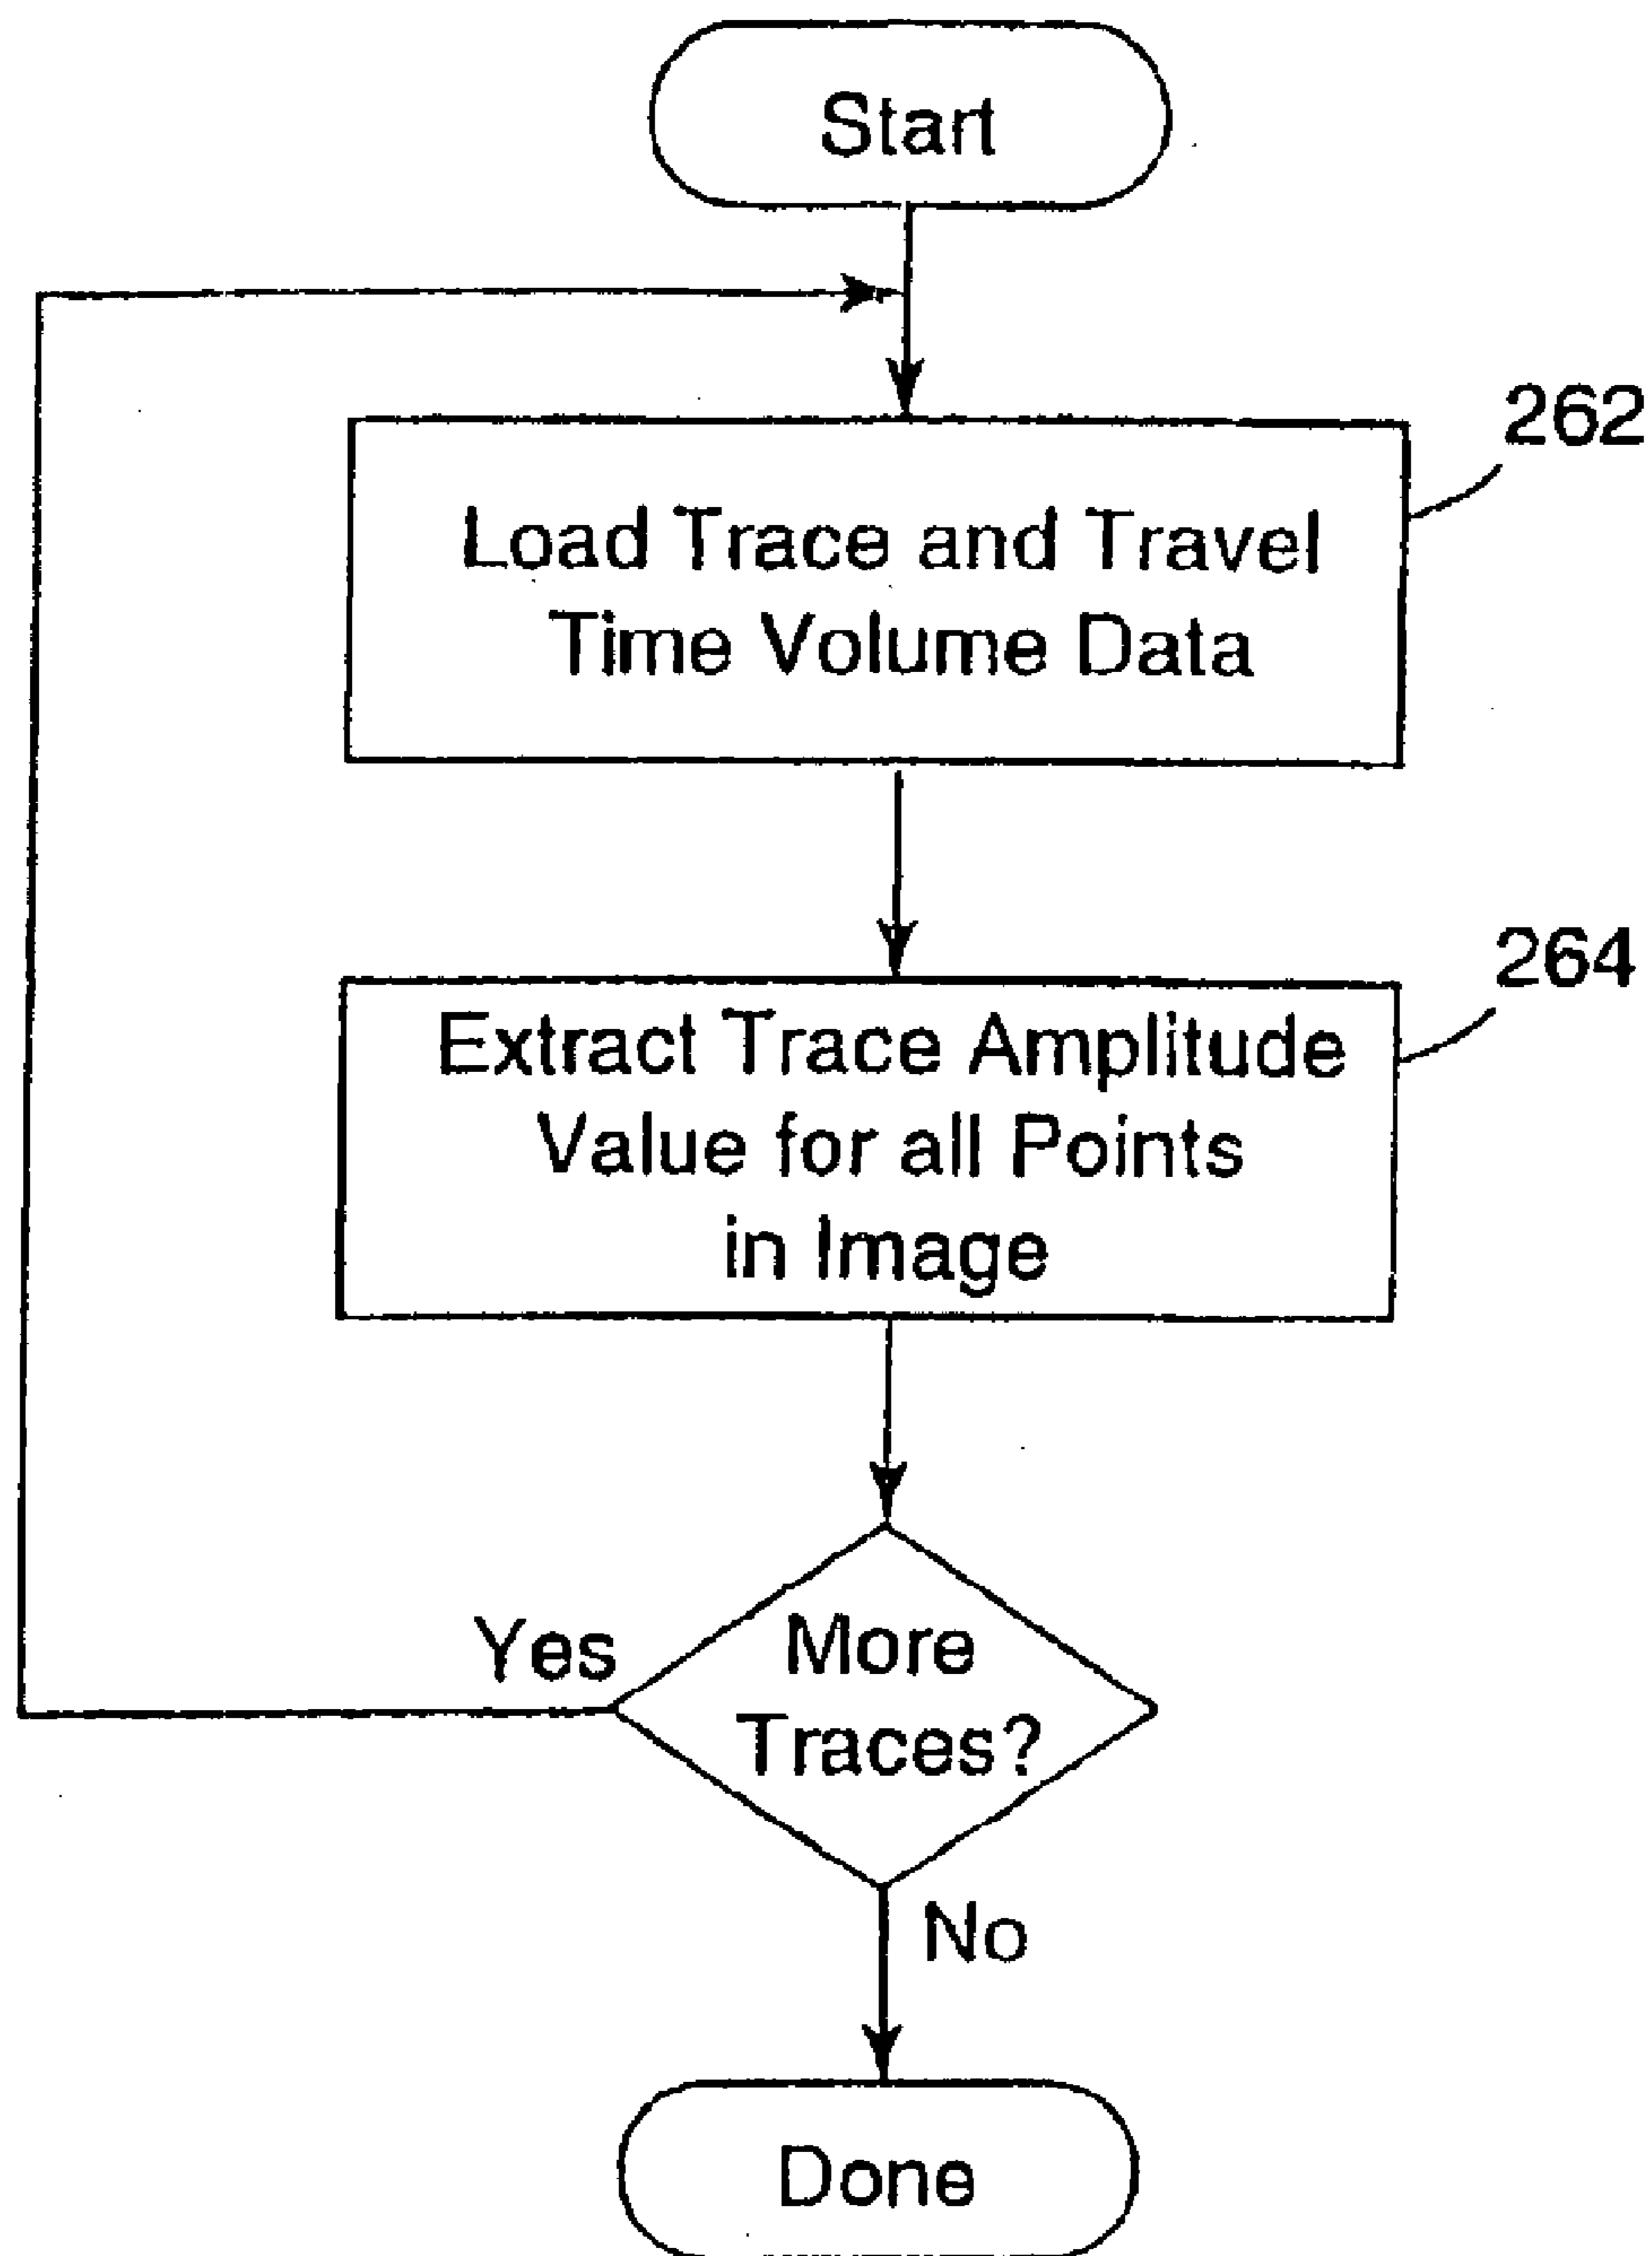 Start
262
Load Trace and Travel
Time Volume Data
264
Extract Trace Amplitude
Value for all Points
in Image
Yes
More
Traces?
No
Done